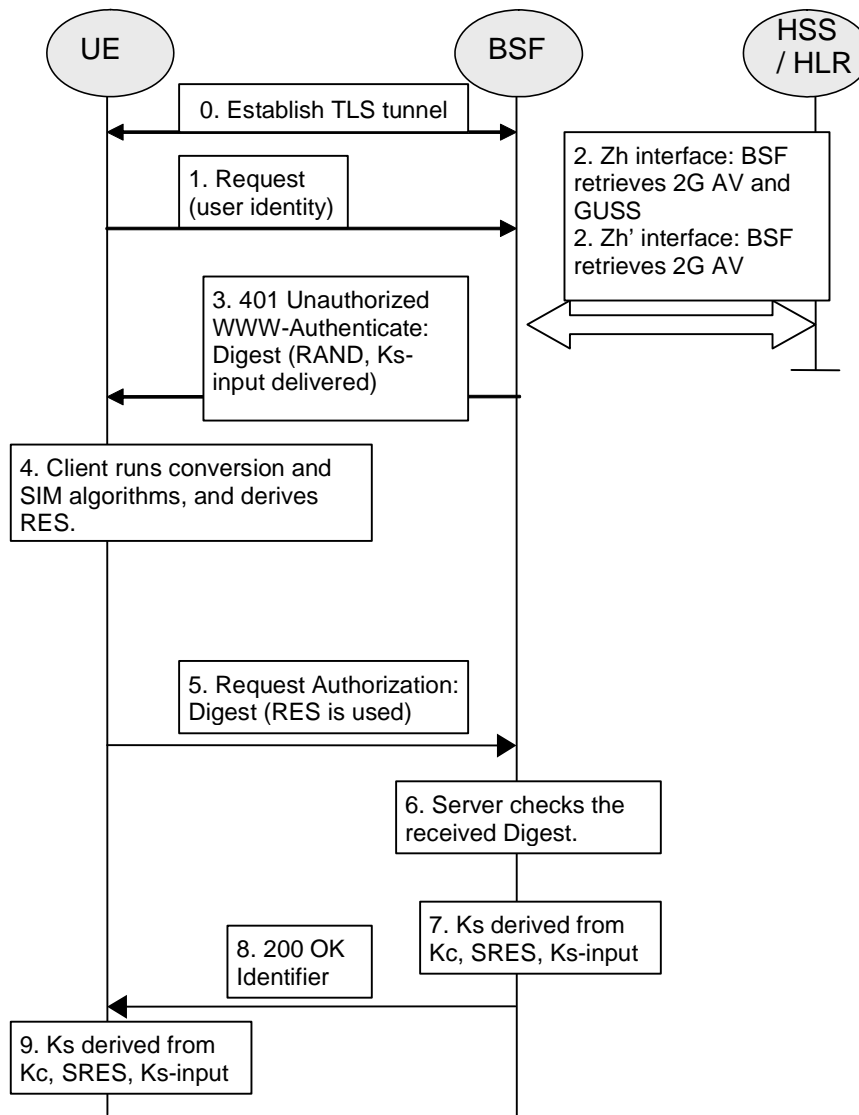 UE
BSF
HSS
/ HLR
0. Establish TLS tunnel
1. Request
(user identity)
2. Zh interface: BSF
retrieves 2G AV and
GUSS
2. Zh’ interface: BSF
retrieves 2G AV
3. 401 Unauthorized
WWW-Authenticate:
Digest (RAND, Ks-
input delivered)
4. Client runs conversion and
SIM algorithms, and derives
RES.
5. Request Authorization:
Digest (RES is used)
6. Server checks the
received Digest.
7. Ks derived from
Kc, SRES, Ks-input
8. 200 OK
Identifier
9. Ks derived from
Kc, SRES, Ks-input